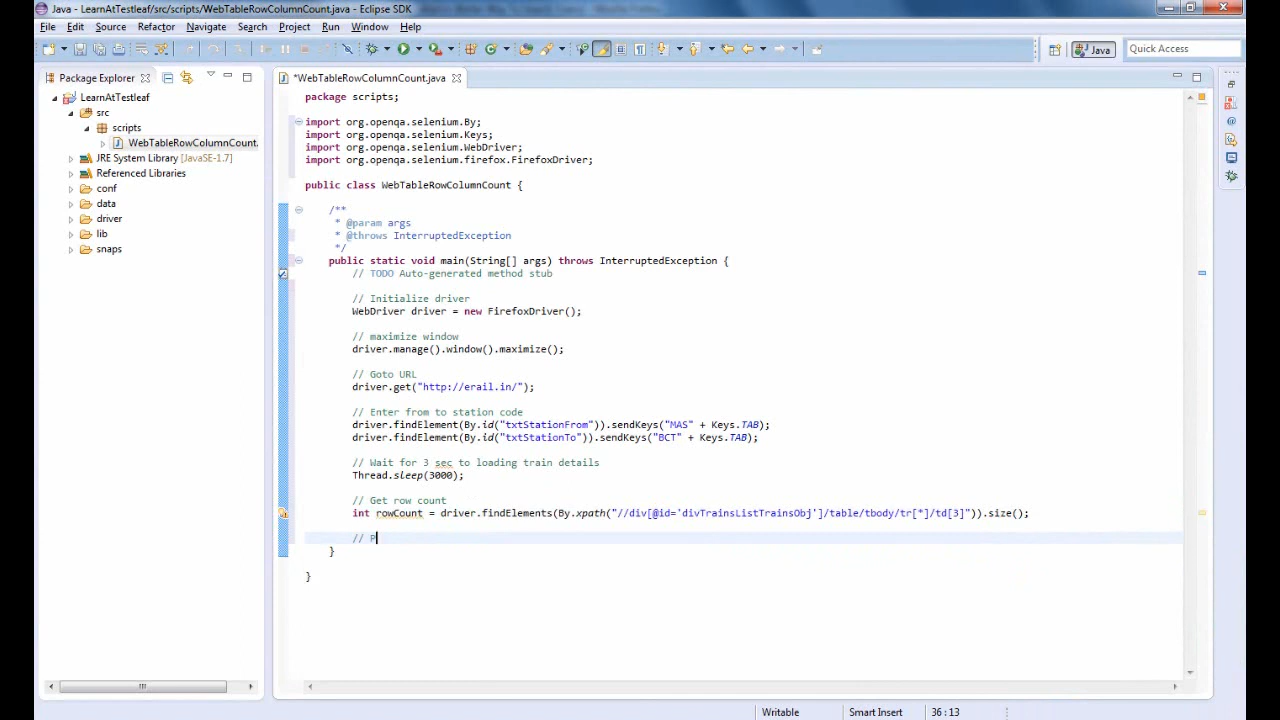 Java - LearnAtTestleaf/src/scripts/WebTableRowColumnCount.java - Eclipse SDK
File Edit Source Refactor Navigate Search Project Run Window Help
Java
Quick Access
Package Explorer
*WebTableRowColumnCount.java
LearnAtTestleaf
src
scripts
WebTableRowColumnCount.
JRE System Library [JavaSE-1.7]
Referenced Libraries
conf
data
driver
lib
snaps
package scripts;
import org.openqa.selenium.By;
import org.openqa.selenium.Keys;
import org.openqa.selenium.WebDriver;
import org.openqa.selenium.firefox.FirefoxDriver;
public class WebTableRowColumnCount {
/**
* @param args
* @throws InterruptedException
*/
public static void main(String[] args) throws InterruptedException {
// TODO Auto-generated method stub
// Initialize driver
WebDriver driver = new FirefoxDriver();
// maximize window
driver.manage().window().maximize();
// Goto URL
driver.get("http://erail.in/");
// Enter from to station code
driver.findElement(By.id("txtStationFrom")).sendKeys("MAS" + Keys.TAB);
driver.findElement(By.id("txtStationTo")).sendKeys("BCT" + Keys.TAB);
// Wait for 3 sec to loading train details
Thread.sleep(3000);
// Get row count
int rowCount = driver.findElements(By.xpath("//div[@id='divTrainsListTrainsObj']/table/tbody/tr[*]/td[3]")).size();
// P
}
}
Writable
Smart Insert
36:13